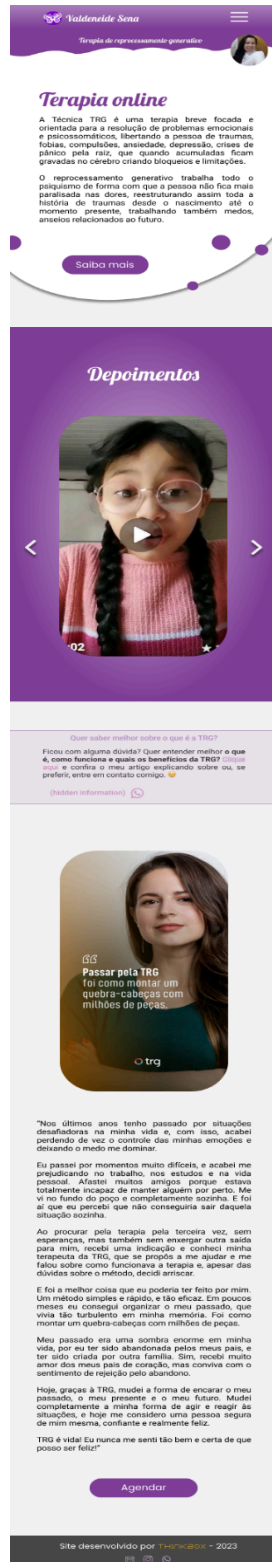 Valdeneide Sena
Terapia de reprocessamento generativo
Terapia online
A Técnica TRG é uma terapia breve focada e
orientada para a resolução de problemas emocionais
e psicossomáticos, libertando a pessoa de traumas,
fobias, compulsões, ansiedade, depressão, crises de
pânico pela raiz, que quando acumuladas ficam
gravadas no cérebro criando bloqueios e limitações.
O reprocessamento generativo trabalha todo o
psiquismo de forma com que a pessoa não fica mais
paralisada nas dores, reestruturando assim toda a
história de traumas desde o nascimento até o
momento presente, trabalhando também medos,
anseios relacionados ao futuro.
Saiba mais
Depoimentos
:02
Quer saber melhor sobre o que é a TRG?
Ficou com alguma dúvida? Quer entender melhor o que
é, como funciona e quais os benefícios da TRG? Clique
aqui e confira o meu artigo explicando sobre ou, se
preferir, entre em contato comigo. 😉
(hidden information)
Passar pela TRG
foi como montar um
quebra-cabeças com
milhões de peças.
trg
"Nos últimos anos tenho passado por situações
desafiadoras na minha vida e, com isso, acabei
perdendo de vez o controle das minhas emoções e
deixando o medo me dominar.
Eu passei por momentos muito difíceis, e acabei me
prejudicando no trabalho, nos estudos e na vida
pessoal. Afastei muitos amigos porque estava
totalmente incapaz de manter alguém por perto. Me
vi no fundo do poço e completamente sozinha. E foi
aí que eu percebi que não conseguiria sair daquela
situação sozinha.
Ao procurar pela terapia pela terceira vez, sem
esperanças, mas também sem enxergar outra saída
para mim, recebi uma indicação e conheci minha
terapeuta da TRG, que se propôs a me ajudar e me
falou sobre como funcionava a terapia e, apesar das
dúvidas sobre o método, decidi arriscar.
E foi a melhor coisa que eu poderia ter feito por mim.
Um método simples e rápido, e tão eficaz. Em poucos
meses eu consegui organizar o meu passado, que
vivia tão turbulento em minha memória. Foi como
montar um quebra-cabeças com milhões de peças.
Meu passado era uma sombra enorme em minha
vida, por eu ter sido abandonada pelos meus pais, e
ter sido criada por outra família. Sim, recebi muito
amor dos meus pais de coração, mas convivia com o
sentimento de rejeição pelo abandono.
Hoje, graças à TRG, mudei a forma de encarar o meu
passado, o meu presente e o meu futuro. Mudei
completamente a minha forma de agir e reagir às
situações, e hoje me considero uma pessoa segura
de mim mesma, confiante e realmente feliz.
TRG é vida! Eu nunca me senti tão bem e certa de que
posso ser feliz!"
Agendar
Site desenvolvido por THINKBOX - 2023